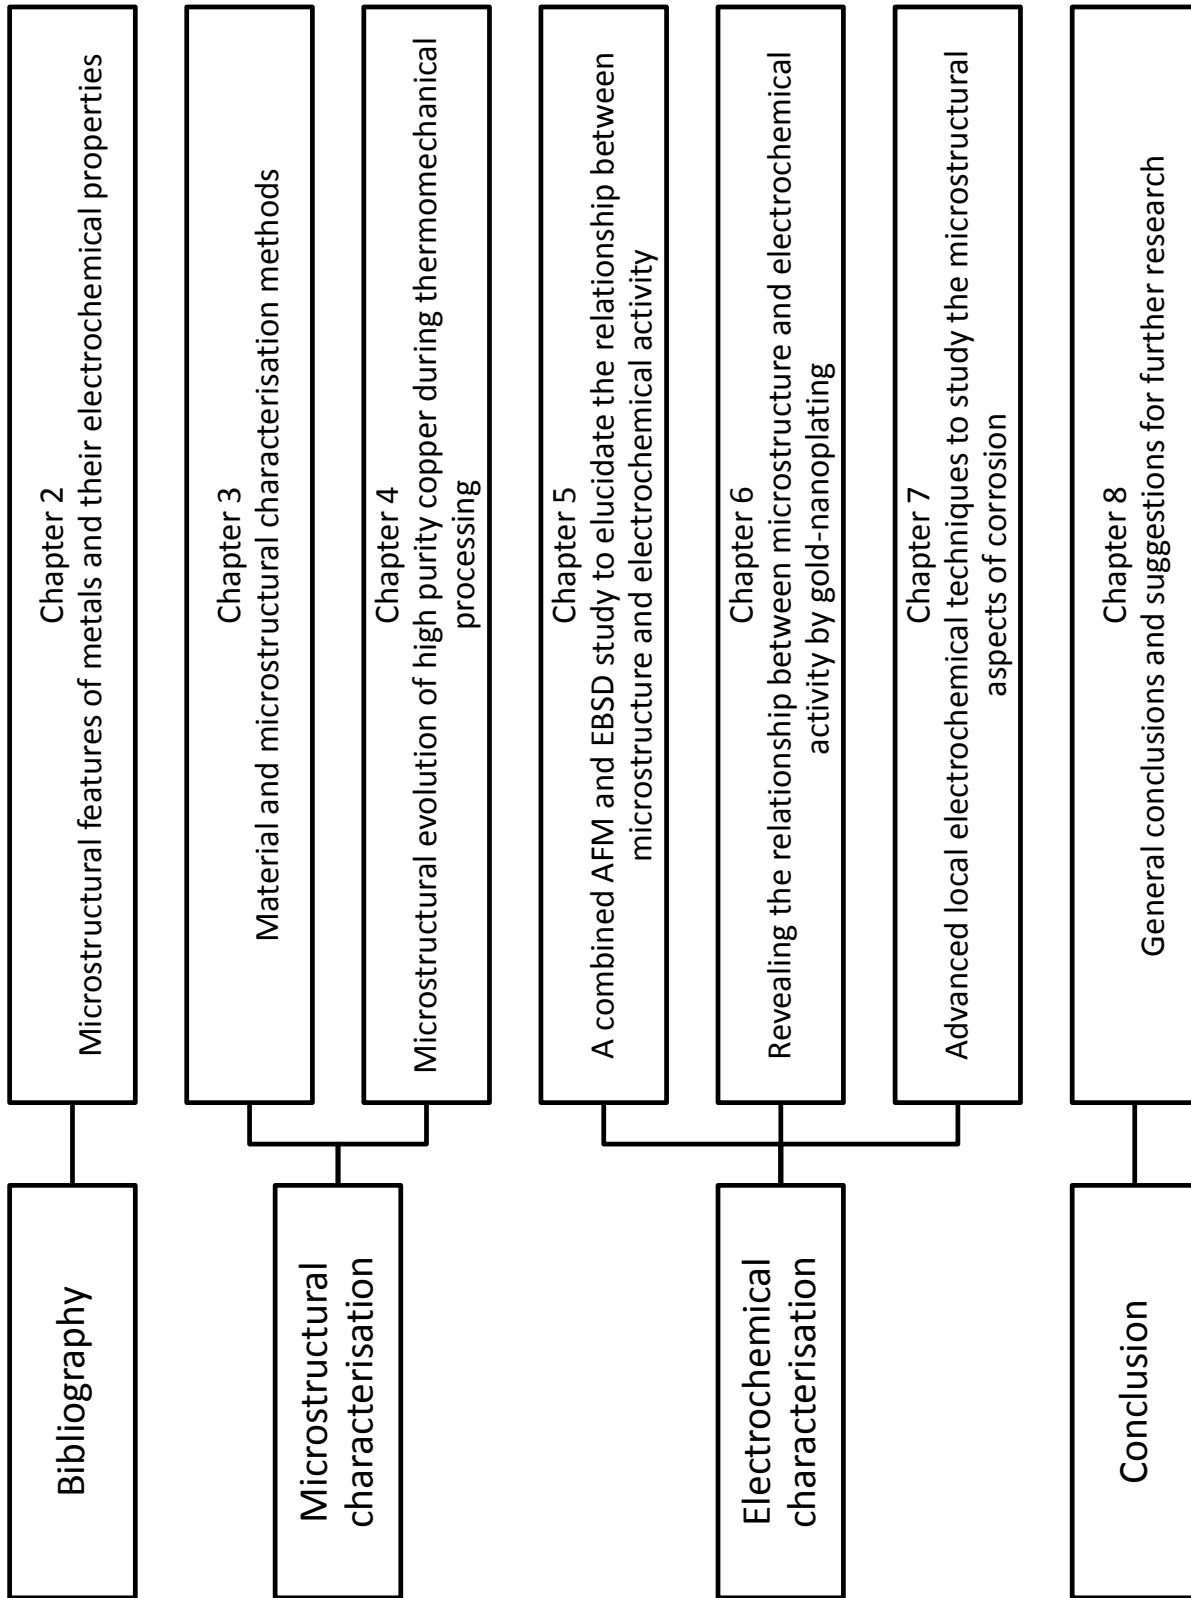 Bibliography
Chapter 2
Microstructural features of metals and their electrochemical properties
Microstructural
characterisation
Chapter 3
Material and microstructural characterisation methods
Chapter 4
Microstructural evolution of high purity copper during thermomechanical
processing
Electrochemical
characterisation
Chapter 5
A combined AFM and EBSD study to elucidate the relationship between
microstructure and electrochemical activity
Chapter 6
Revealing the relationship between microstructure and electrochemical
activity by gold-nanoplating
Chapter 7
Advanced local electrochemical techniques to study the microstructural
aspects of corrosion
Conclusion
Chapter 8
General conclusions and suggestions for further research